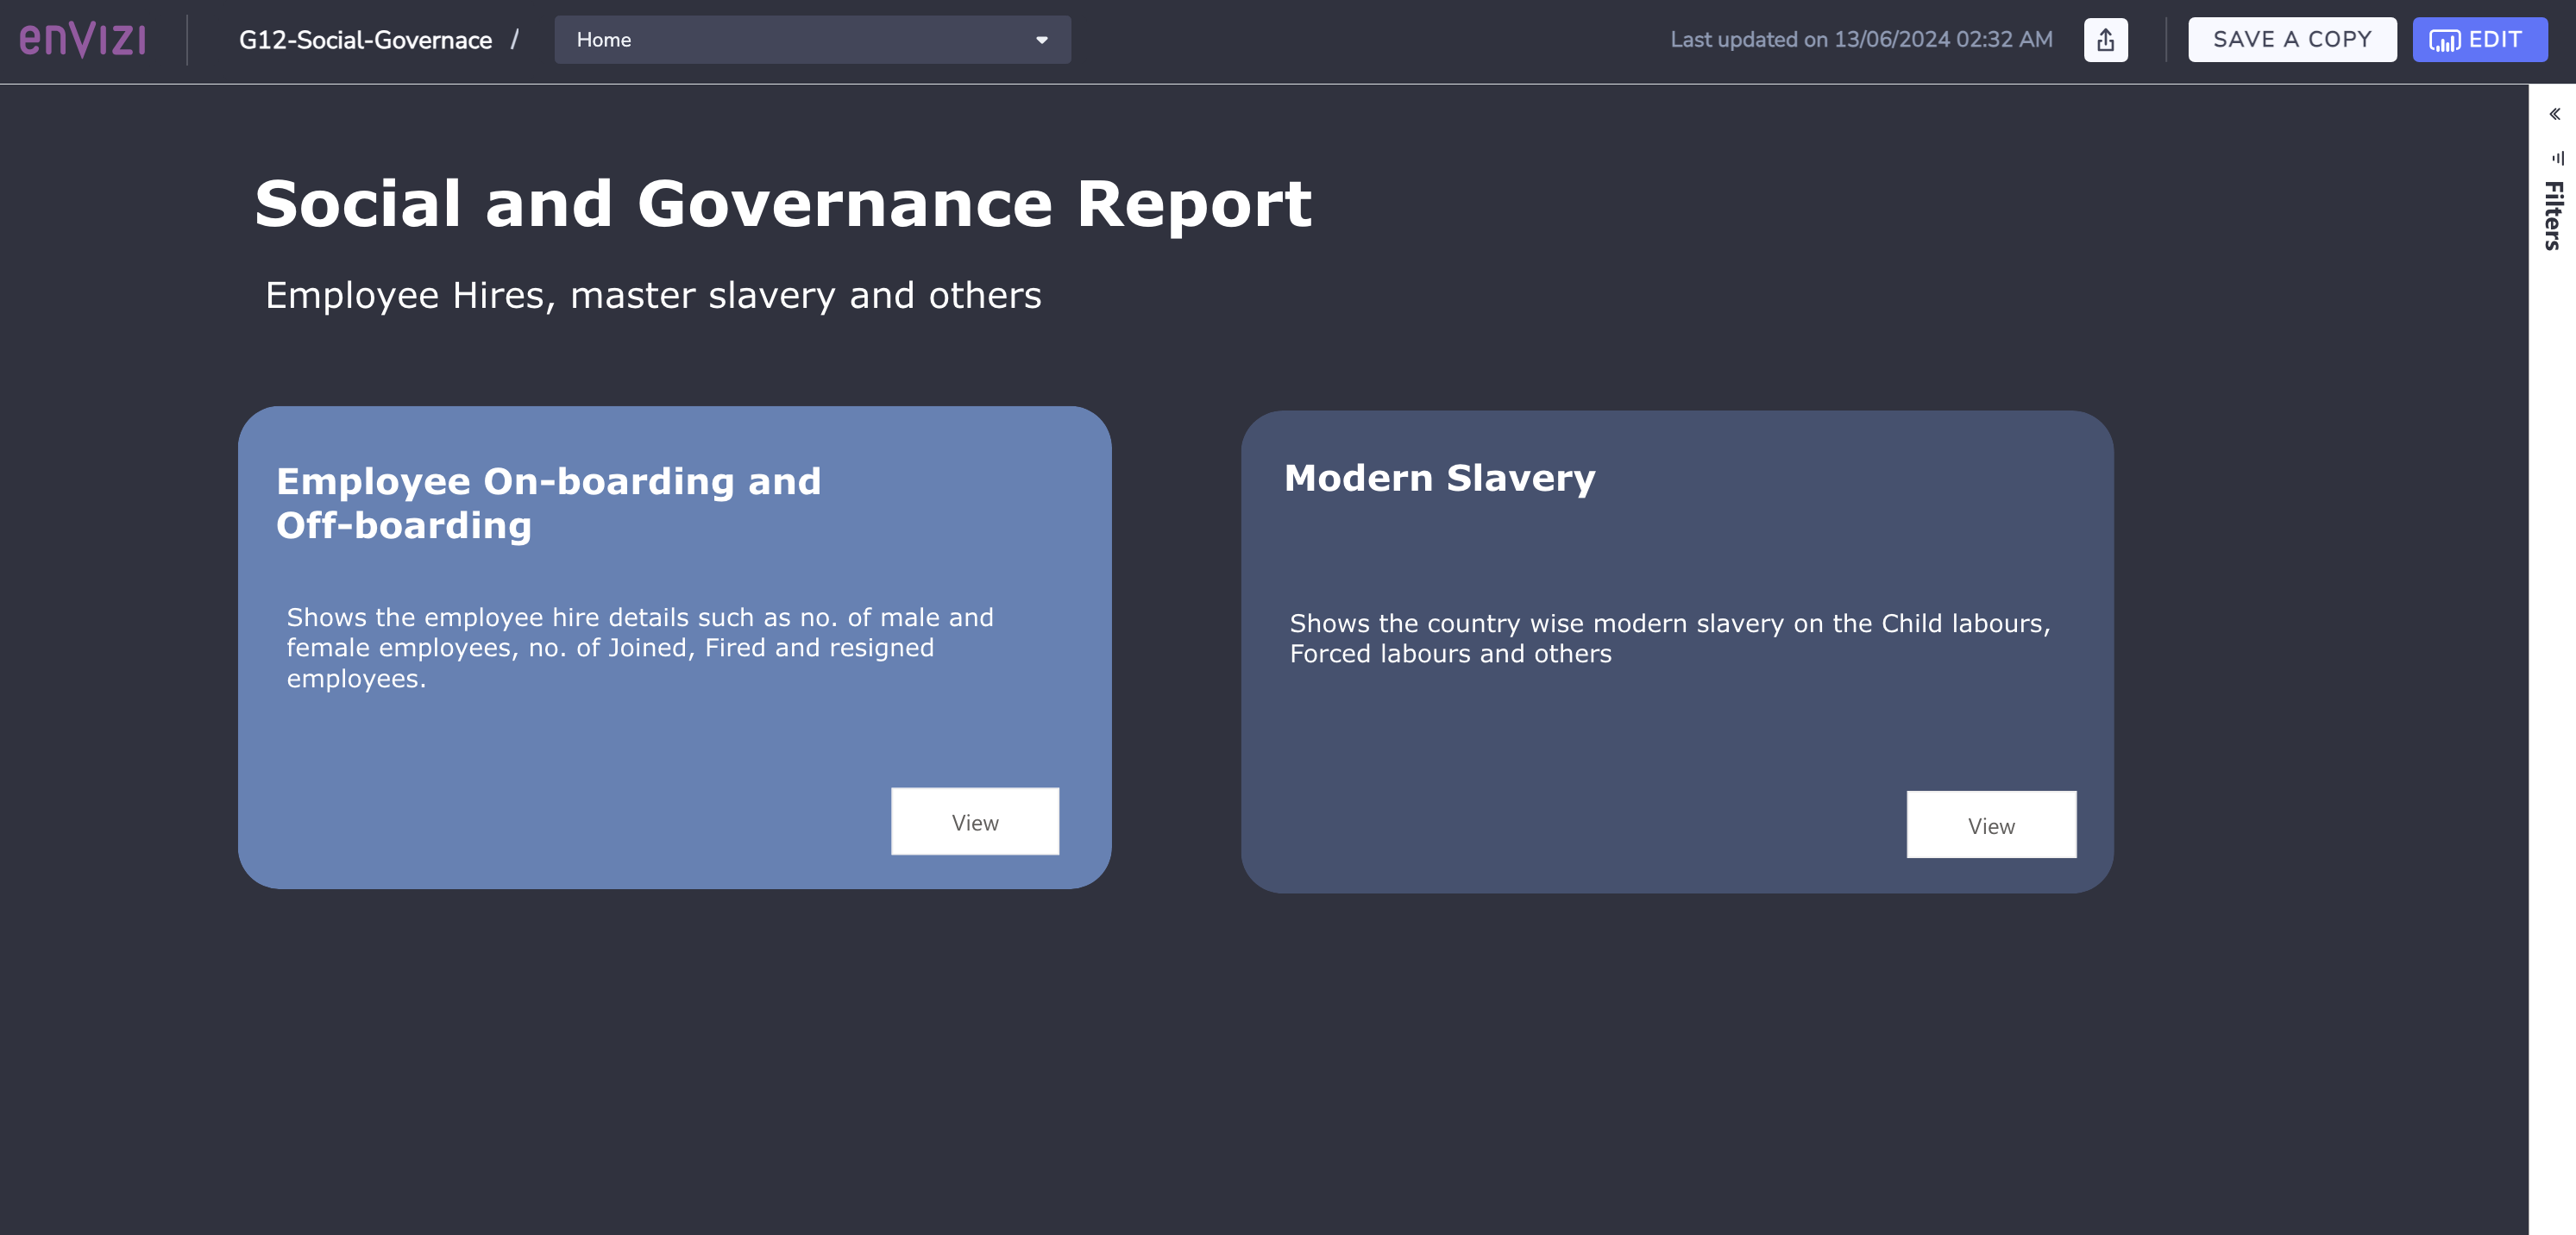 enVIZI
G12-Social-Governace /
Home
Last updated on 13/06/2024 02:32 AM
SAVE A COPY
EDIT
Filters
Social and Governance Report
Employee Hires, master slavery and others
Employee On-boarding and
Off-boarding
Shows the employee hire details such as no. of male and
female employees, no. of Joined, Fired and resigned
employees.
View
Modern Slavery
Shows the country wise modern slavery on the Child labours,
Forced labours and others
View